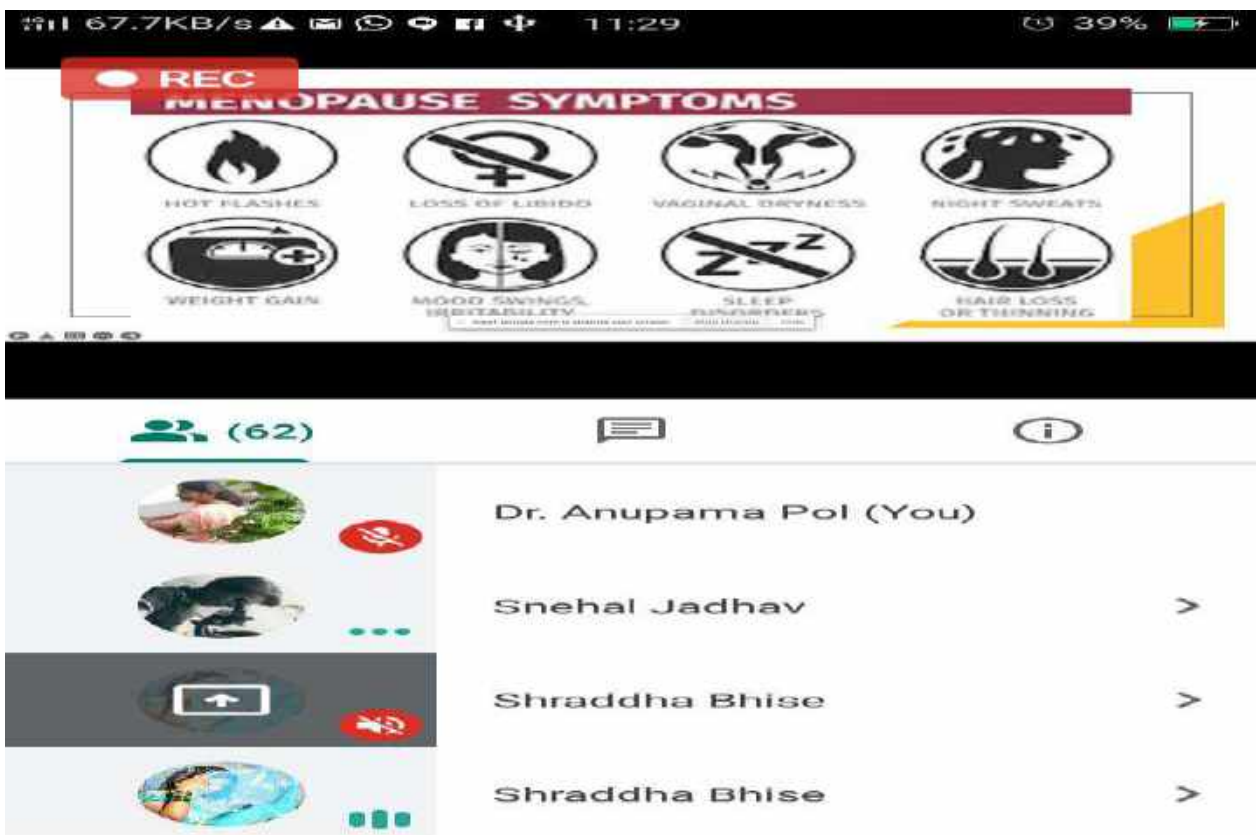 67.7KB/s 11:29 39%
REC
MENOPAUSE SYMPTOMS
HOT FLASHES LOSS OF LIBIDO VAGINAL DRYNESS NIGHT SWEATS
WEIGHT GAIN MOOD SWINGS, SLEEP HAIR LOSS
IRRITABILITY DISORDERS OR THINNING
(62)
Dr. Anupama Pol (You)
Snehal Jadhav
Shraddha Bhise
Shraddha Bhise